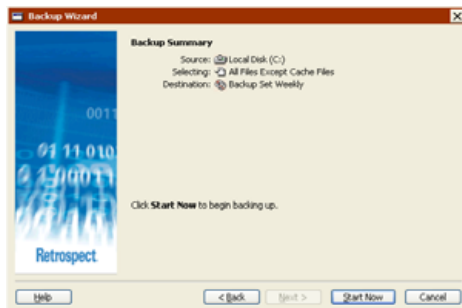 Backup Wizard
Backup Summary
Source: Local Disk (C:)
Selecting: All Files Except Cache Files
Destination: Backup Set Weekly
0011
01 11 010
Click Start Now to begin backing up.
Retrospect
Help < Back Next > Start Now Cancel